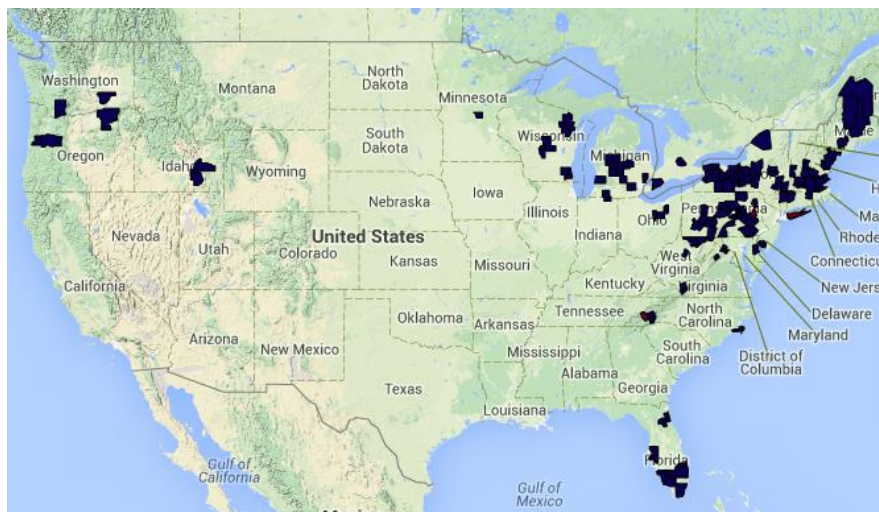 Washington
Montana
North
Dakota
Minnesota
Oregon
Idaho
South
Dakota
Wisconsin
Michigan
Wyoming
Iowa
Nebraska
Illinois
Indiana
Ohio
Nevada
Utah
Colorado
United States
Kansas
Missouri
West
Virginia
Virginia
Kentucky
California
Rhode
Connecticu
New Jers
Delaware
Maryland
District of
Columbia
Oklahoma
Arkansas
Tennessee
North
Carolina
Arizona
New Mexico
Mississippi
South
Carolina
Alabama
Georgia
Texas
Louisiana
Florida
Gulf of
California
Gulf of
Mexico